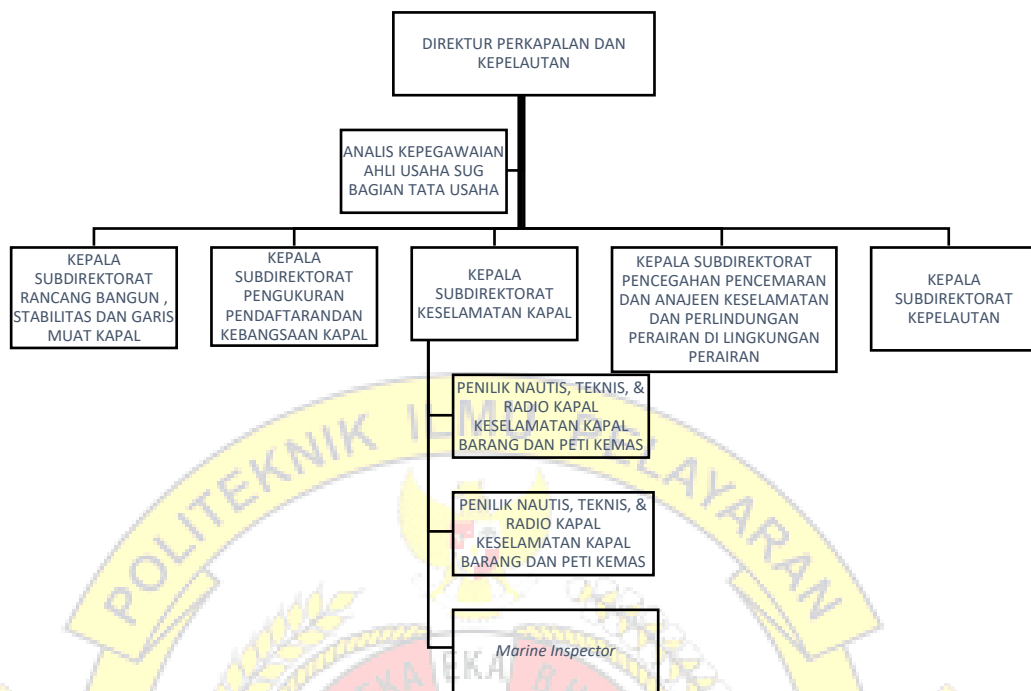 DIREKTUR PERKAPALAN DAN
KEPELAUTAN
ANALIS KEPEGAWAIAN
AHLI USAHA SUG
BAGIAN TATA USAHA
KEPALA
SUBDIREKTORAT
RANCANG BANGUN ,
STABILITAS DAN GARIS
MUAT KAPAL
KEPALA
SUBDIREKTORAT
PENGUKURAN
PENDAFTARANDAN
KEBANGSAAN KAPAL
KEPALA
SUBDIREKTORAT
KESELAMATAN KAPAL
KEPALA SUBDIREKTORAT
PENCEGAHAN PENCEMARAN
DAN ANAJEEN KESELAMATAN
DAN PERLINDUNGAN
PERAIRAN DI LINGKUNGAN
PERAIRAN
KEPALA
SUBDIREKTORAT
KEPELAUTAN
PENILIK NAUTIS, TEKNIS, &
RADIO KAPAL
KESELAMATAN KAPAL
BARANG DAN PETI KEMAS
PENILIK NAUTIS, TEKNIS, &
RADIO KAPAL
KESELAMATAN KAPAL
BARANG DAN PETI KEMAS
Marine Inspector
POLITEKNIK ILMU PELAYARAN
EKA